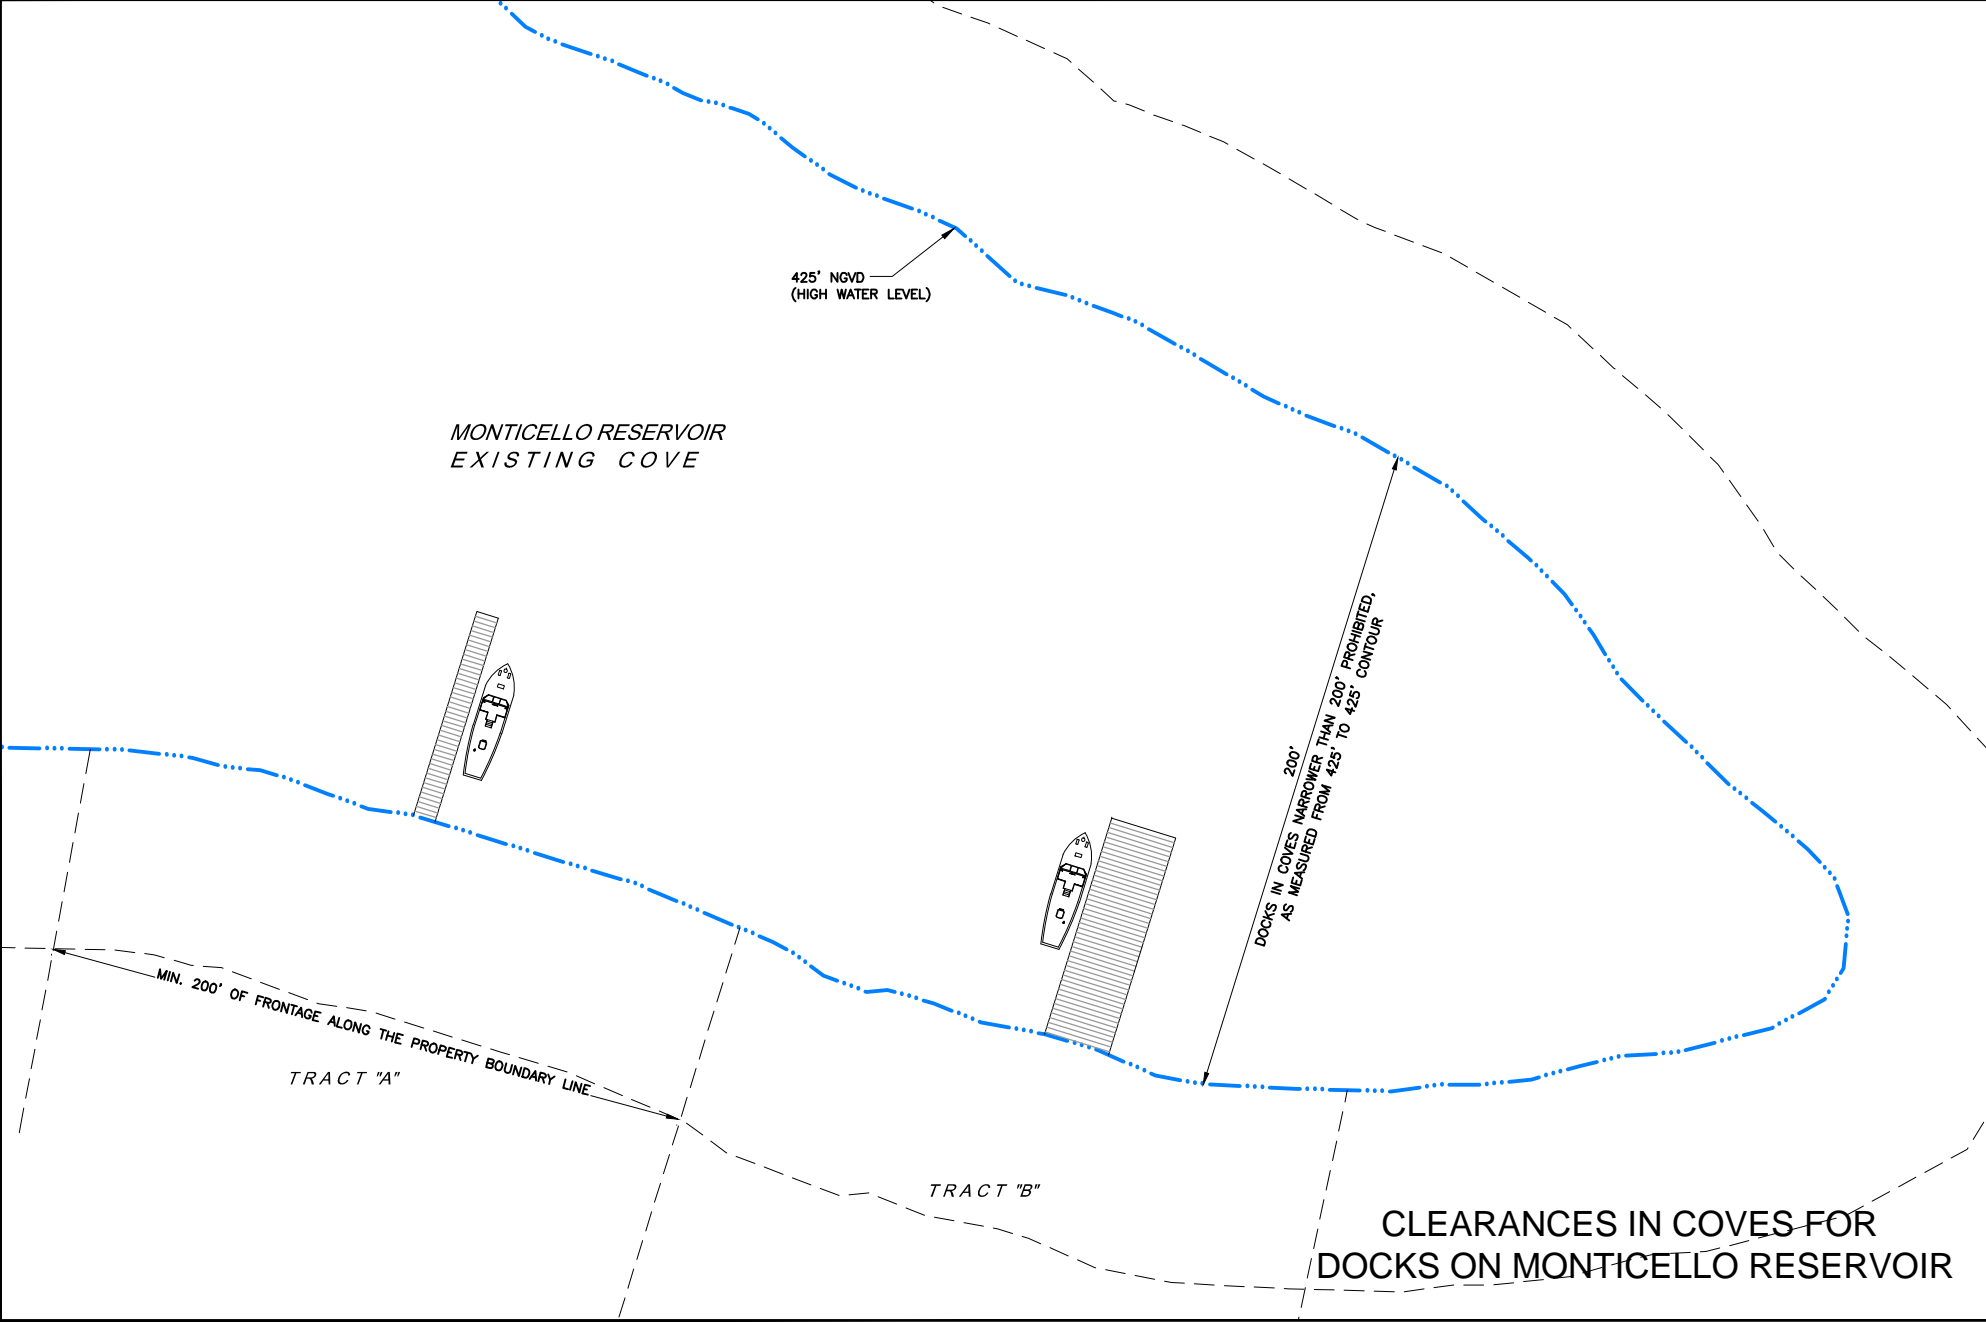 425' NGVD
(HIGH WATER LEVEL)
MONTICELLO RESERVOIR
EXISTING COVE
200'
DOCKS IN COVES NARROWER THAN 200' PROHIBITED,
AS MEASURED FROM 425' TO 425' CONTOUR
MIN. 200' OF FRONTAGE ALONG THE PROPERTY BOUNDARY LINE
TRACT "A"
TRACT "B"
CLEARANCES IN COVES FOR
DOCKS ON MONTICELLO RESERVOIR